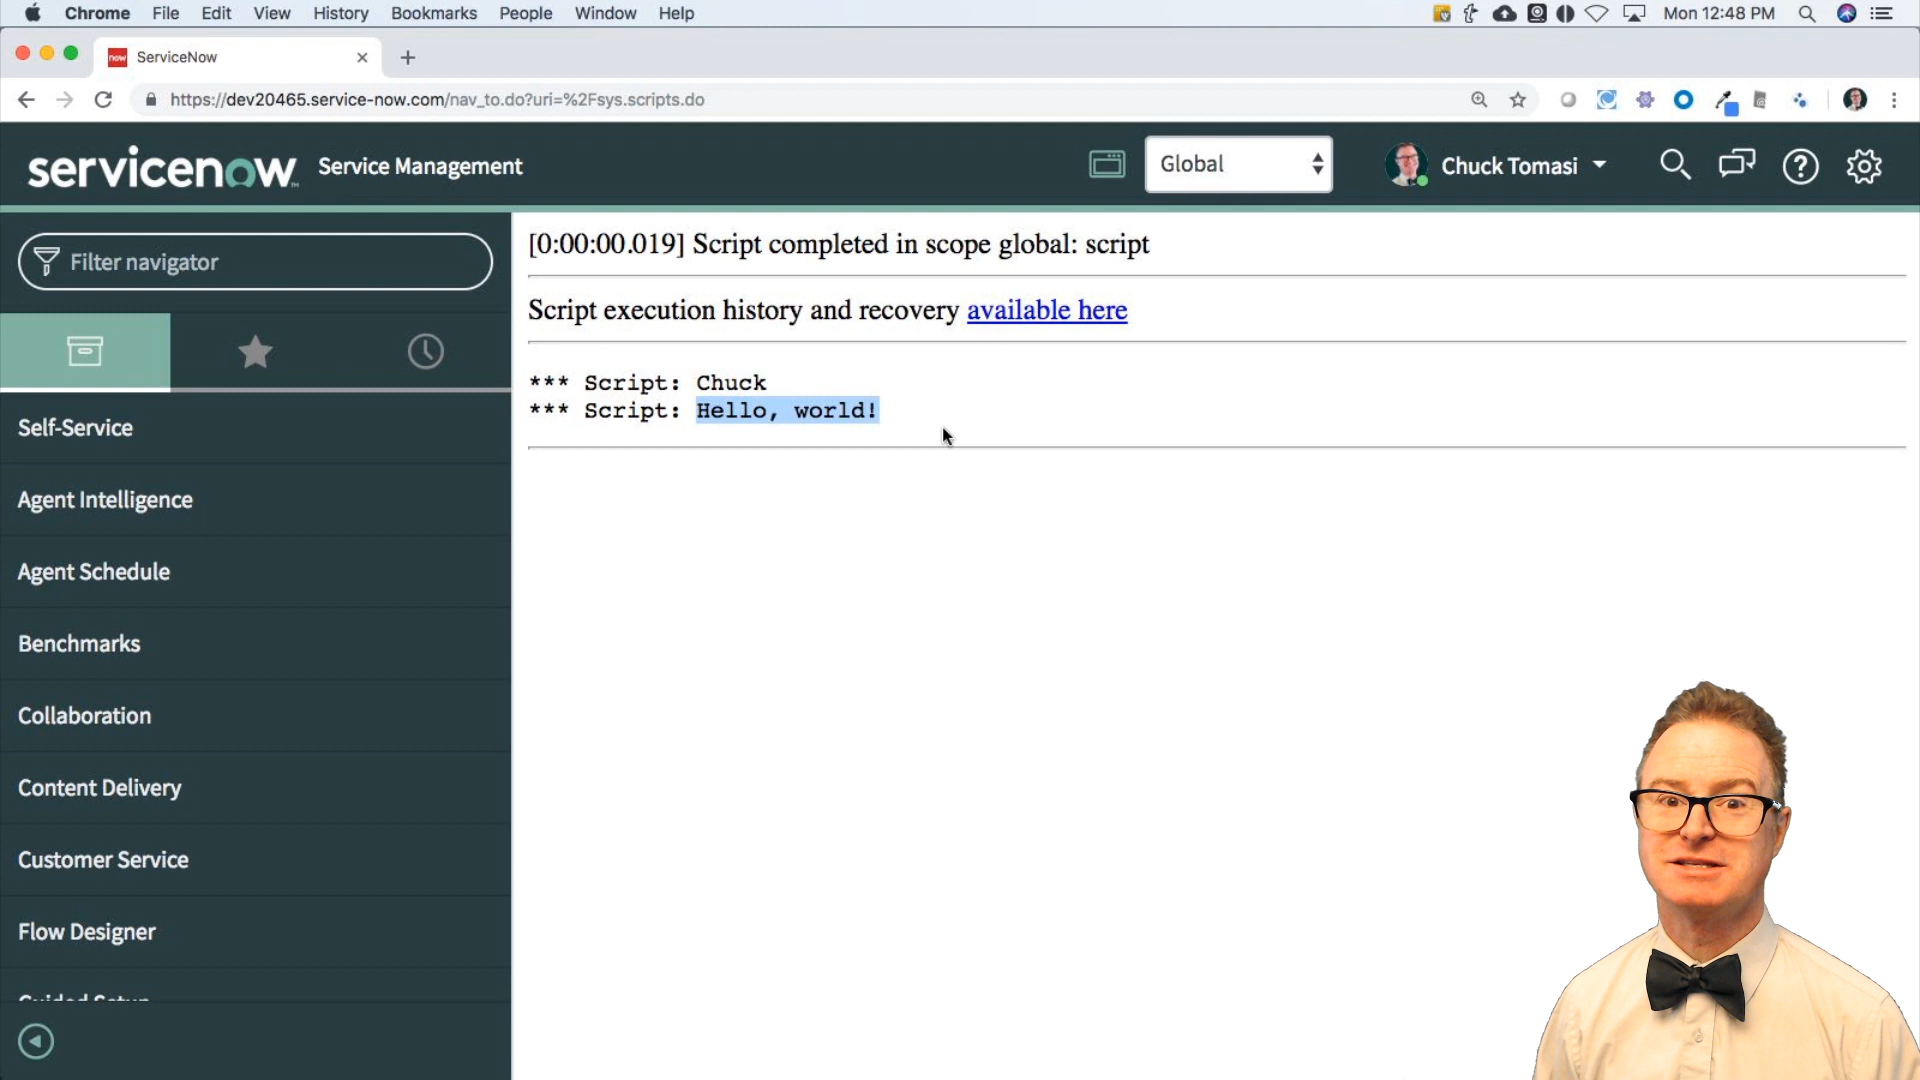 Chrome File Edit View History Bookmarks People Window Help Mon 12:48 PM
now ServiceNow
https://dev20465.service-now.com/nav_to.do?uri=%2Fsys.scripts.do
servicenow™ Service Management Global Chuck Tomasi
Filter navigator
Self-Service
Agent Intelligence
Agent Schedule
Benchmarks
Collaboration
Content Delivery
Customer Service
Flow Designer
[0:00:00.019] Script completed in scope global: script
Script execution history and recovery available here
*** Script: Chuck
*** Script: Hello, world!